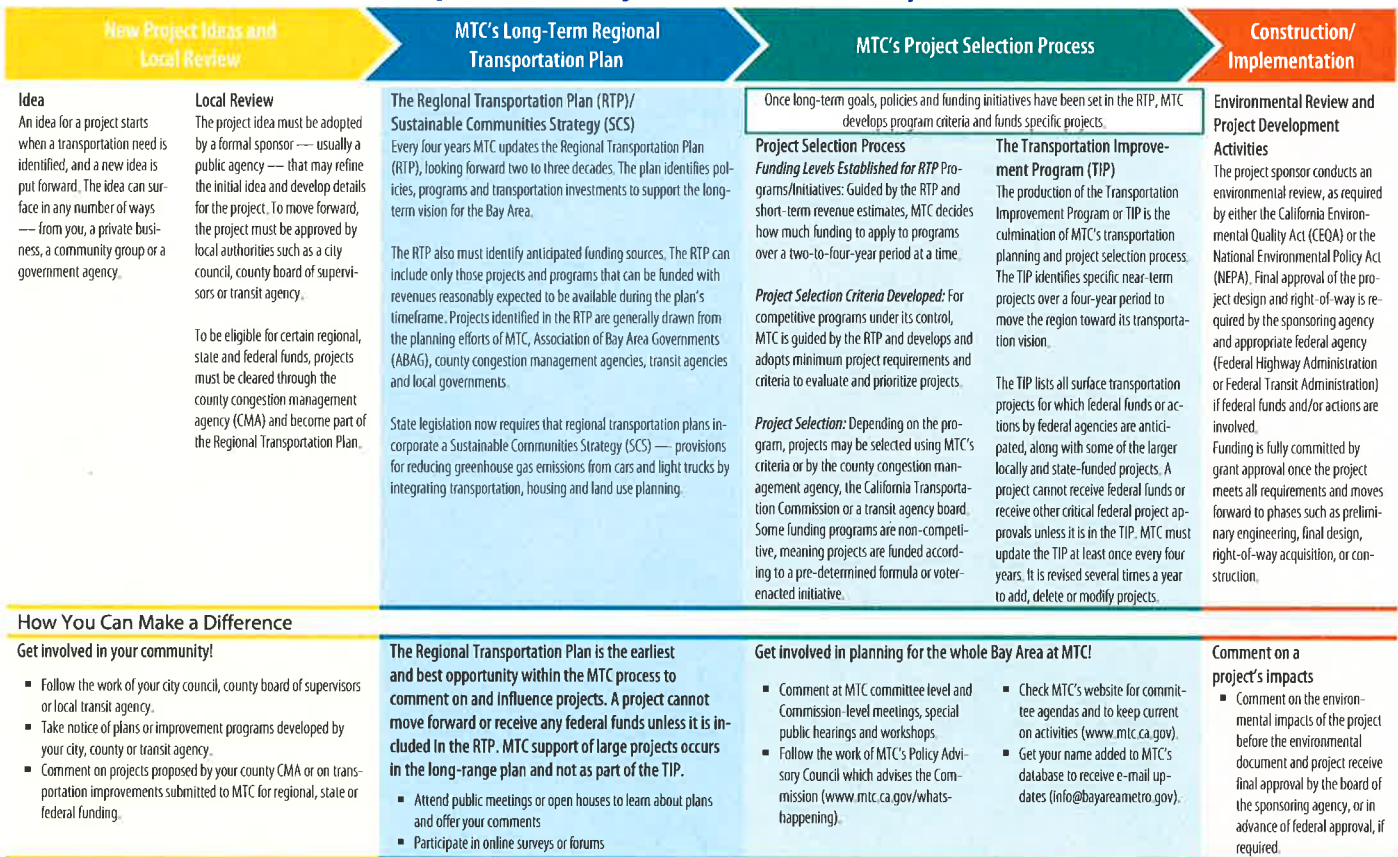 New Project Ideas and
Local Review
MTC's Long-Term Regional
Transportation Plan
MTC's Project Selection Process
Construction/
Implementation
Idea
An idea for a project starts
when a transportation need is
identified, and a new idea is
put forward. The idea can sur-
face in any number of ways
— from you, a private busi-
ness, a community group or a
government agency.
Local Review
The project idea must be adopted
by a formal sponsor — usually a
public agency — that may refine
the initial idea and develop details
for the project. To move forward,
the project must be approved by
local authorities such as a city
council, county board of supervi-
sors or transit agency.
To be eligible for certain regional,
state and federal funds, projects
must be cleared through the
county congestion management
agency (CMA) and become part of
the Regional Transportation Plan.
The Regional Transportation Plan (RTP)/
Sustainable Communities Strategy (SCS)
Every four years MTC updates the Regional Transportation Plan
(RTP), looking forward two to three decades. The plan identifies pol-
icies, programs and transportation investments to support the long-
term vision for the Bay Area.
The RTP also must identify anticipated funding sources. The RTP can
include only those projects and programs that can be funded with
revenues reasonably expected to be available during the plan's
timeframe. Projects identified in the RTP are generally drawn from
the planning efforts of MTC, Association of Bay Area Governments
(ABAG), county congestion management agencies, transit agencies
and local governments.
State legislation now requires that regional transportation plans in-
corporate a Sustainable Communities Strategy (SCS) — provisions
for reducing greenhouse gas emissions from cars and light trucks by
integrating transportation, housing and land use planning.
Once long-term goals, policies and funding initiatives have been set in the RTP, MTC
develops program criteria and funds specific projects.
Project Selection Process
Funding Levels Established for RTP Pro-
grams/Initiatives: Guided by the RTP and
short-term revenue estimates, MTC decides
how much funding to apply to programs
over a two-to-four-year period at a time.
Project Selection Criteria Developed: For
competitive programs under its control,
MTC is guided by the RTP and develops and
adopts minimum project requirements and
criteria to evaluate and prioritize projects.
Project Selection: Depending on the pro-
gram, projects may be selected using MTC's
criteria or by the county congestion man-
agement agency, the California Transporta-
tion Commission or a transit agency board.
Some funding programs are non-competi-
tive, meaning projects are funded accord-
ing to a pre-determined formula or voter-
enacted initiative.
The Transportation Improve-
ment Program (TIP)
The production of the Transportation
Improvement Program or TIP is the
culmination of MTC's transportation
planning and project selection process.
The TIP identifies specific near-term
projects over a four-year period to
move the region toward its transporta-
tion vision.
The TIP lists all surface transportation
projects for which federal funds or ac-
tions by federal agencies are antici-
pated, along with some of the larger
locally and state-funded projects. A
project cannot receive federal funds or
receive other critical federal project ap-
provals unless it is in the TIP. MTC must
update the TIP at least once every four
years. It is revised several times a year
to add, delete or modify projects.
Environmental Review and
Project Development
Activities
The project sponsor conducts an
environmental review, as required
by either the California Environ-
mental Quality Act (CEQA) or the
National Environmental Policy Act
(NEPA). Final approval of the pro-
ject design and right-of-way is re-
quired by the sponsoring agency
and appropriate federal agency
(Federal Highway Administration
or Federal Transit Administration)
if federal funds and/or actions are
involved.
Funding is fully committed by
grant approval once the project
meets all requirements and moves
forward to phases such as prelimi-
nary engineering, final design,
right-of-way acquisition, or con-
struction.
How You Can Make a Difference
Get involved in your community!
■ Follow the work of your city council, county board of supervisors
or local transit agency.
■ Take notice of plans or improvement programs developed by
your city, county or transit agency.
■ Comment on projects proposed by your county CMA or on trans-
portation improvements submitted to MTC for regional, state or
federal funding.
The Regional Transportation Plan is the earliest
and best opportunity within the MTC process to
comment on and influence projects. A project cannot
move forward or receive any federal funds unless it is in-
cluded in the RTP. MTC support of large projects occurs
in the long-range plan and not as part of the TIP.
■ Attend public meetings or open houses to learn about plans
and offer your comments
■ Participate in online surveys or forums
Get involved in planning for the whole Bay Area at MTC!
■ Comment at MTC committee level and
Commission-level meetings, special
public hearings and workshops.
■ Follow the work of MTC's Policy Advi-
sory Council which advises the Com-
mission (www.mtc.ca.gov/whats-
happening).
■ Check MTC's website for commit-
tee agendas and to keep current
on activities (www.mtc.ca.gov).
■ Get your name added to MTC's
database to receive e-mail up-
dates (info@bayareametro.gov).
Comment on a
project's impacts
■ Comment on the environ-
mental impacts of the project
before the environmental
document and project receive
final approval by the board of
the sponsoring agency, or in
advance of federal approval, if
required.